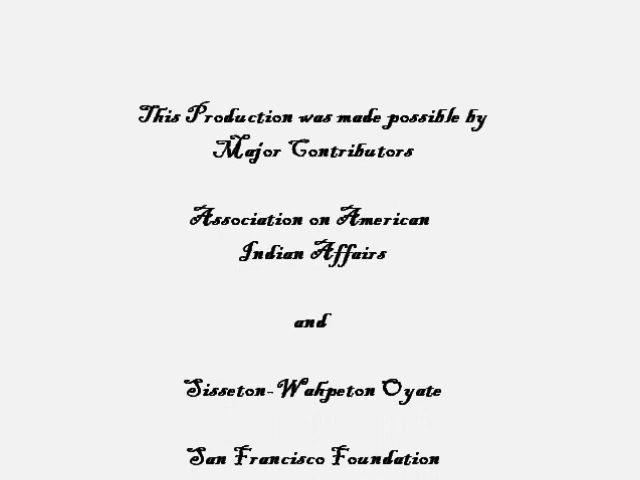 This Production was made possible by
Major Contributors
Association on American
Indian Affairs
and
Sisseton-Wahpeton Oyate
San Francisco Foundation